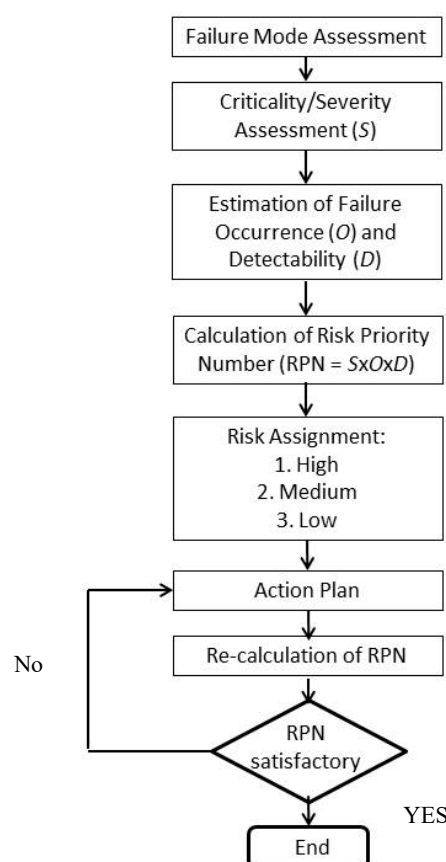 Failure Mode Assessment
Criticality/Severity
Assessment (S)
Estimation of Failure
Occurrence (O) and
Detectability (D)
Calculation of Risk Priority
Number (RPN = SxOxD)
Risk Assignment:
1. High
2. Medium
3. Low
Action Plan
Re-calculation of RPN
No
RPN
satisfactory
YES
End